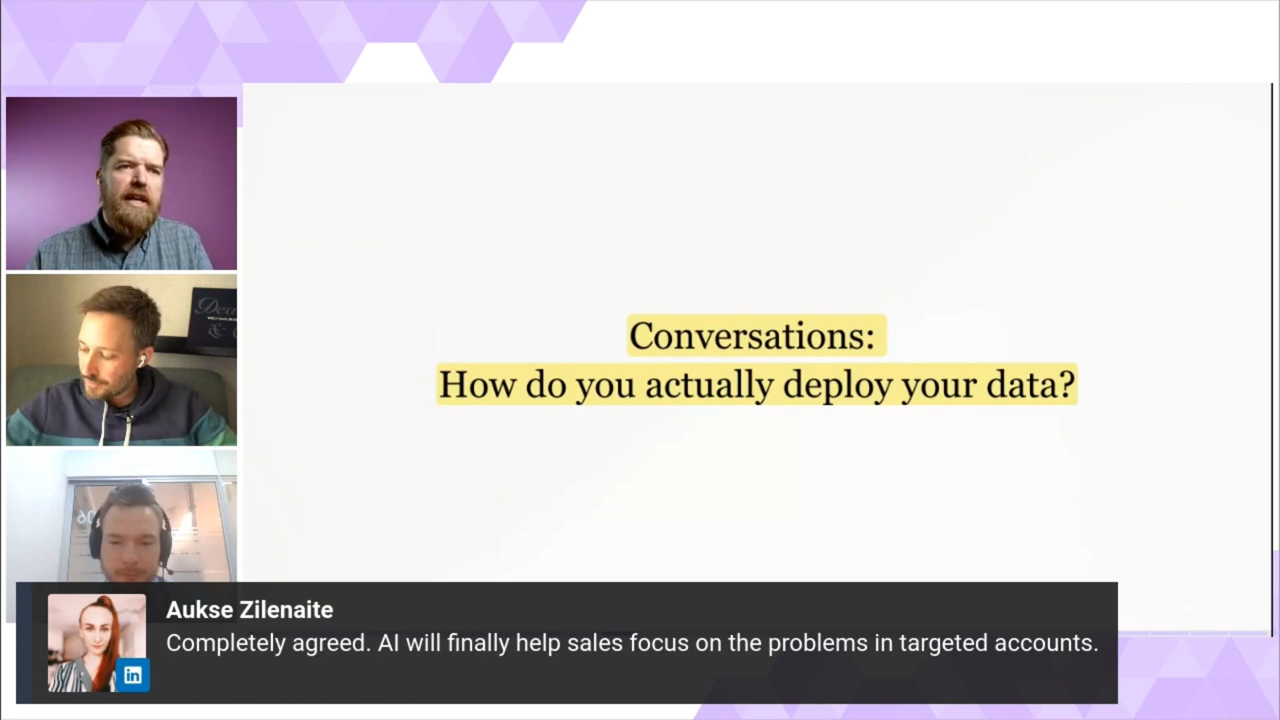 Conversations:
How do you actually deploy your data?
Aukse Zilenaite
Completely agreed. AI will finally help sales focus on the problems in targeted accounts.
in